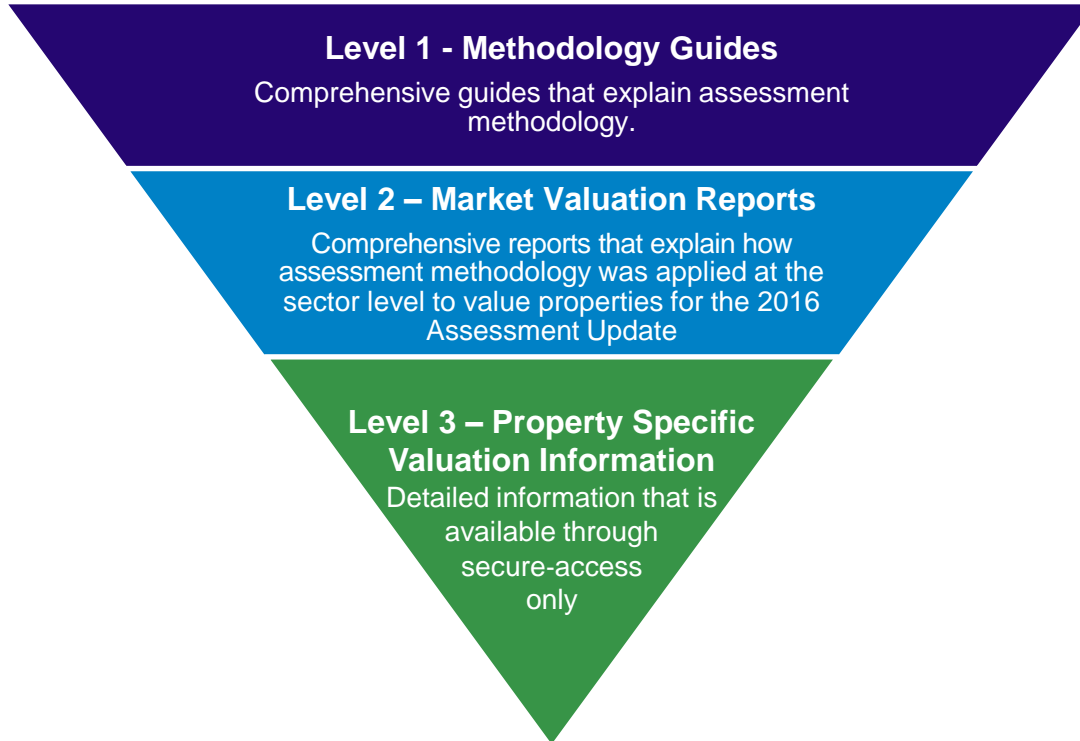 Level 1 - Methodology Guides
Comprehensive guides that explain assessment
methodology.
Level 2 – Market Valuation Reports
Comprehensive reports that explain how
assessment methodology was applied at the
sector level to value properties for the 2016
Assessment Update
Level 3 – Property Specific
Valuation Information
Detailed information that is
available through
secure-access
only